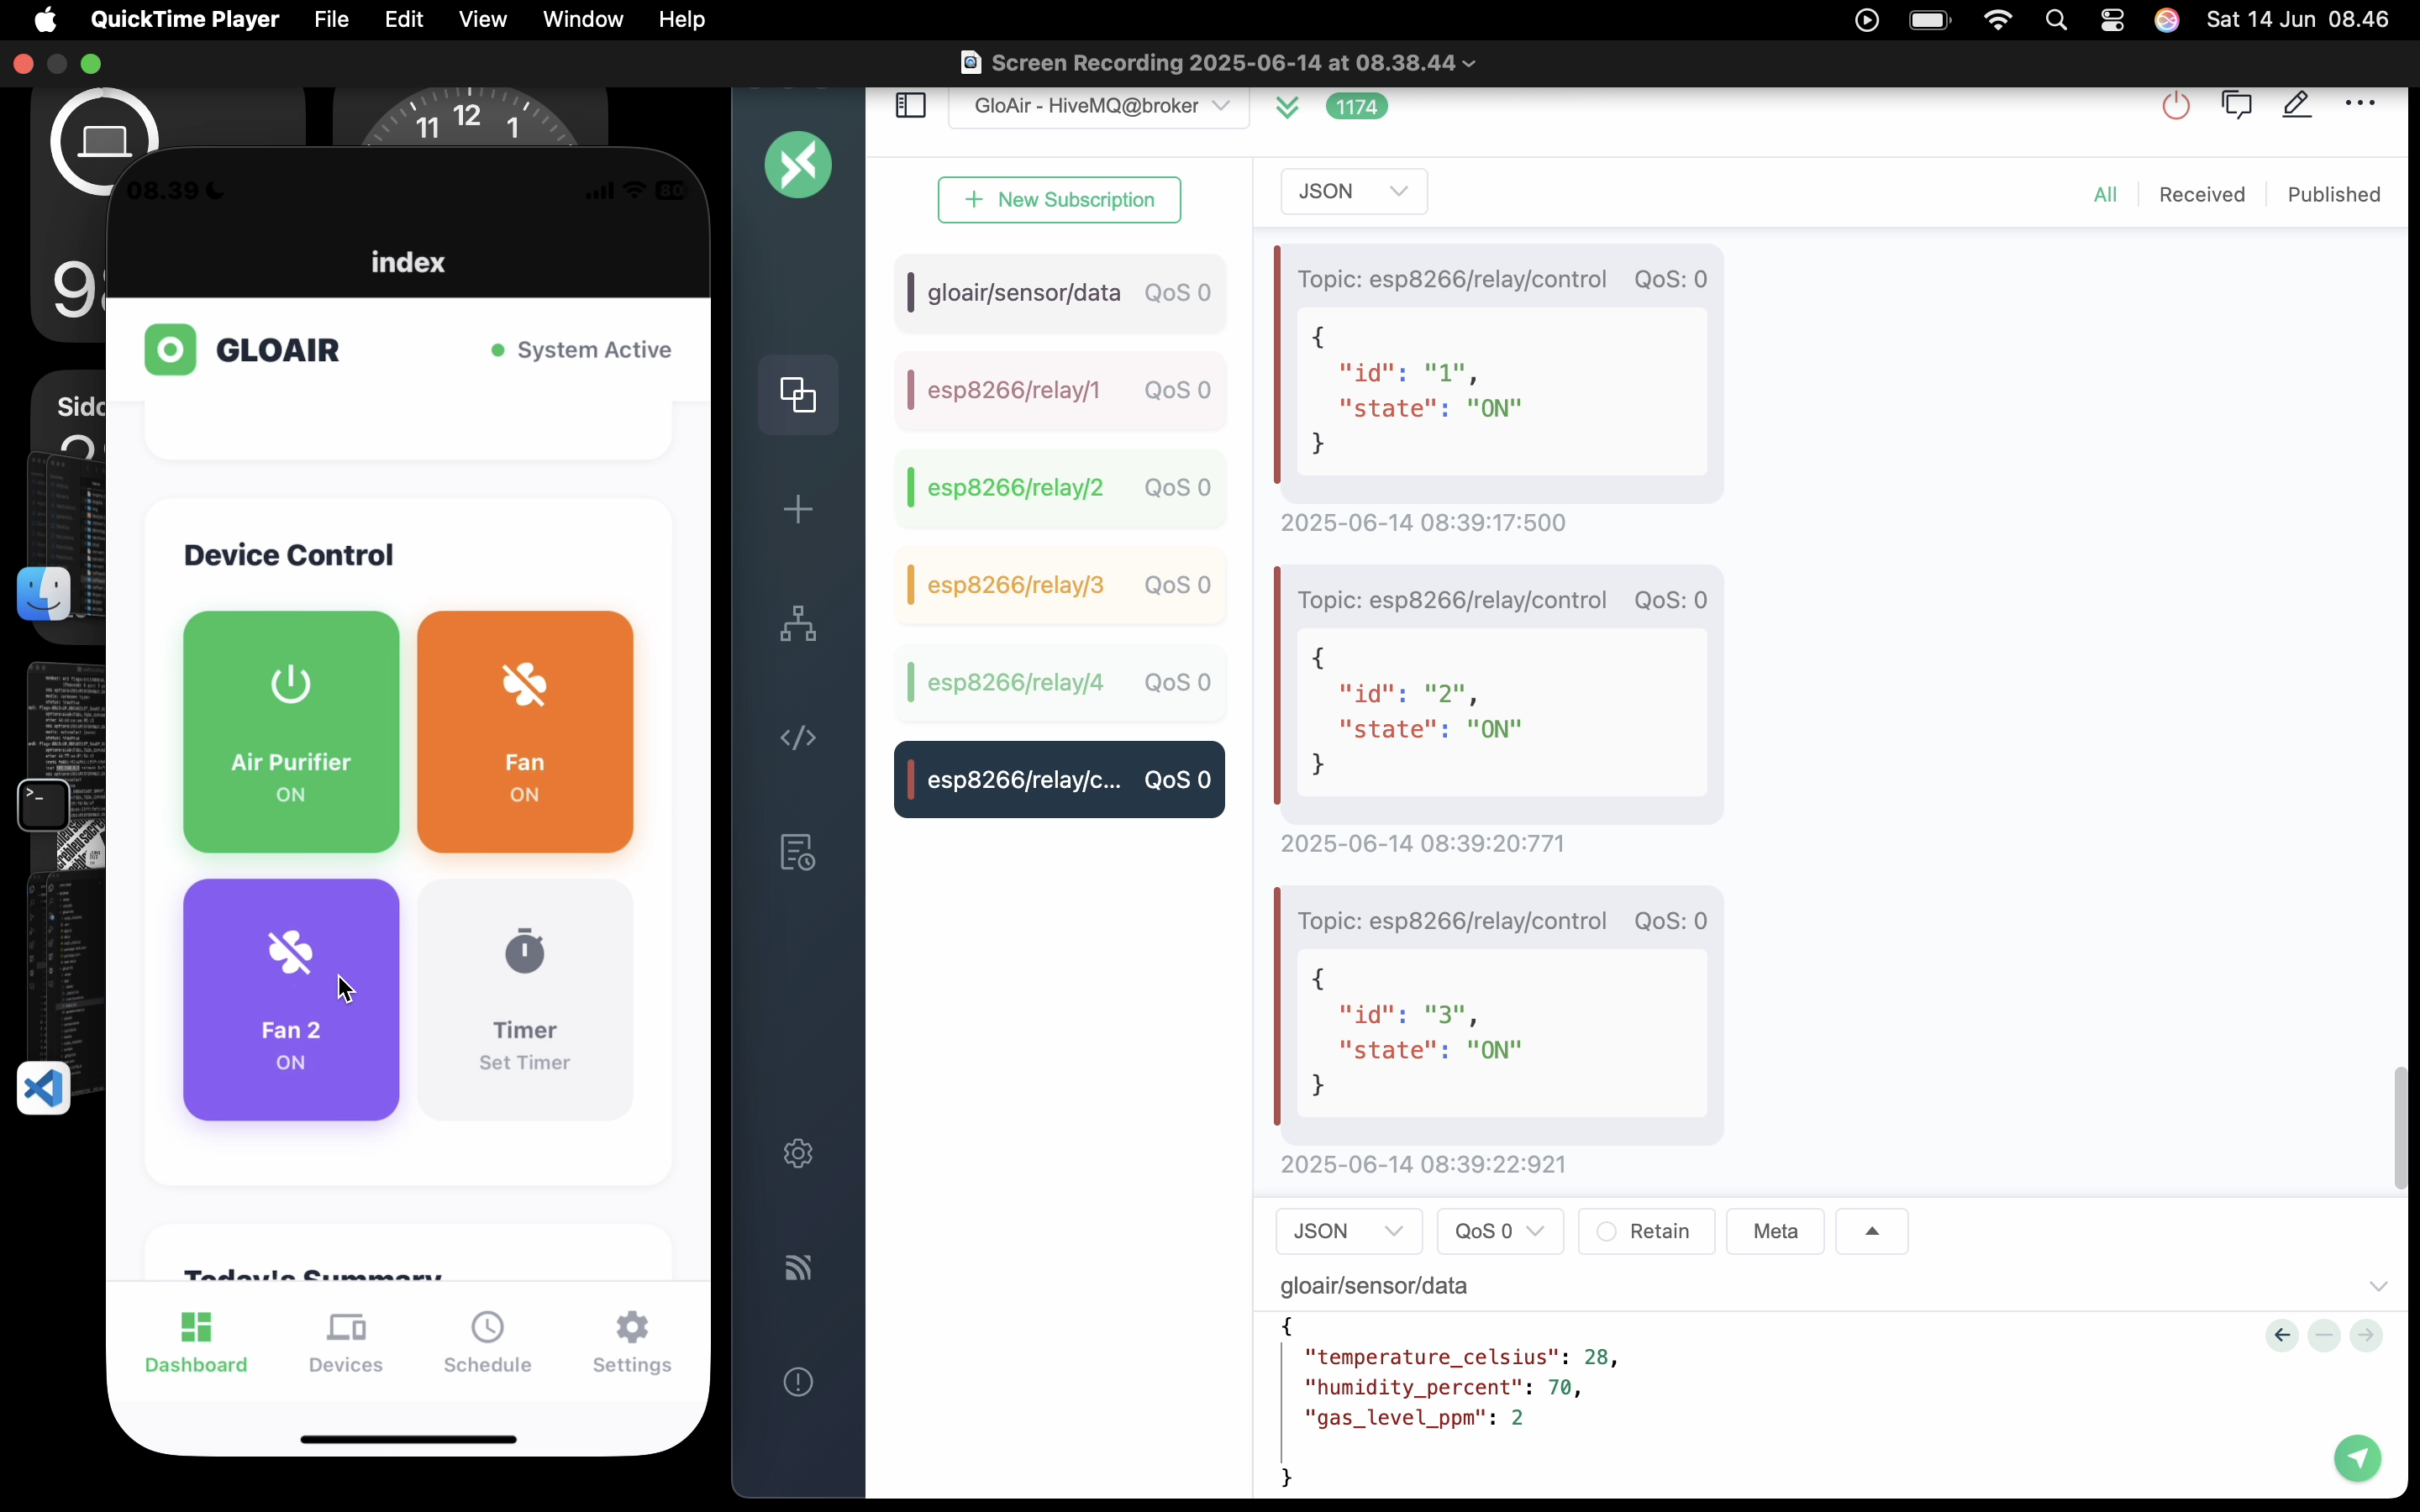 QuickTime Player File Edit View Window Help
Sat 14 Jun 08.46
Screen Recording 2025-06-14 at 08.38.44
11 12 1
08.39
80
index
GLOAIR
System Active
Device Control
Air Purifier
ON
Fan
ON
Fan 2
ON
Timer
Set Timer
Dashboard
Devices
Schedule
Settings
GloAir - HiveMQ@broker
1174
+ New Subscription
gloair/sensor/data QoS 0
esp8266/relay/1 QoS 0
esp8266/relay/2 QoS 0
esp8266/relay/3 QoS 0
esp8266/relay/4 QoS 0
esp8266/relay/c... QoS 0
JSON
All
Received
Published
Topic: esp8266/relay/control QoS: 0
{
"id": "1",
"state": "ON"
}
2025-06-14 08:39:17:500
Topic: esp8266/relay/control QoS: 0
{
"id": "2",
"state": "ON"
}
2025-06-14 08:39:20:771
Topic: esp8266/relay/control QoS: 0
{
"id": "3",
"state": "ON"
}
2025-06-14 08:39:22:921
JSON
QoS 0
Retain
Meta
gloair/sensor/data
{
"temperature_celsius": 28,
"humidity_percent": 70,
"gas_level_ppm": 2
}